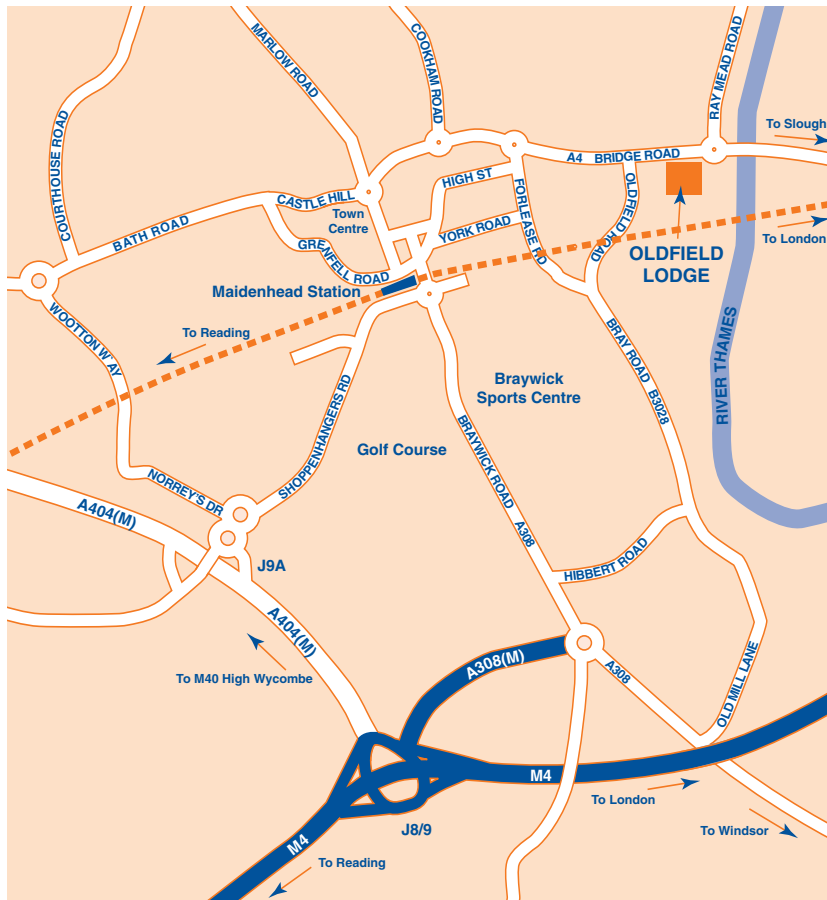 MARLOW ROAD
COOKHAM ROAD
RAY MEAD ROAD
To Slough
COURTHOUSE ROAD
A4 BRIDGE ROAD
HIGH ST
CASTLE HILL
Town
Centre
FORLEASE RD
OLDFIELD ROAD
BATH ROAD
YORK ROAD
GRENFELL ROAD
To London
OLDFIELD
LODGE
Maidenhead Station
WOOTTON WAY
To Reading
BRAY ROAD B3028
RIVER THAMES
Braywick
Sports Centre
SHOPPENHANGERS RD
Golf Course
BRAYWICK ROAD A308
NORREY'S DR
A404(M)
J9A
HIBBERT ROAD
A404(M)
A308(M)
A308
OLD MILL LANE
To M40 High Wycombe
M4
To London
J8/9
To Windsor
M4
To Reading